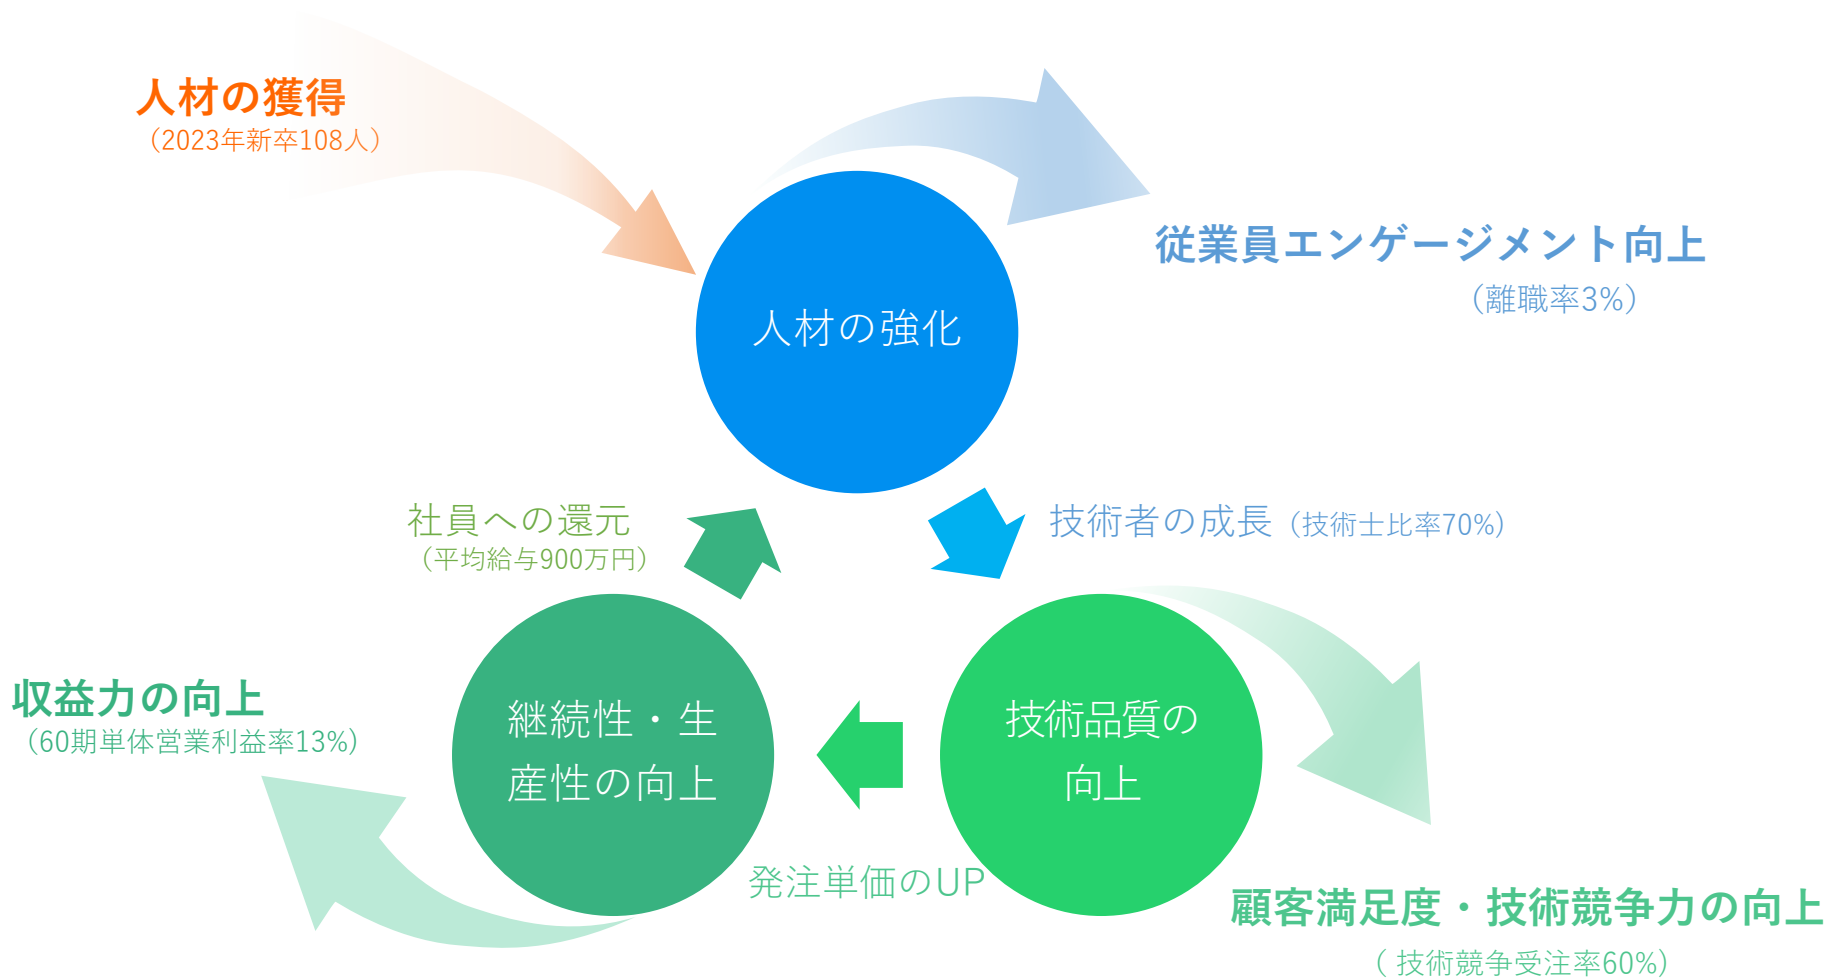 人材の獲得
（2023年新卒108人）
従業員エンゲージメント向上
（離職率3%）
人材の強化
社員への還元
（平均給与900万円）
技術者の成長（技術士比率70%）
収益力の向上
（60期単体営業利益率13%）
継続性・生
産性の向上
技術品質の
向上
発注単価のUP
顧客満足度・技術競争力の向上
（ 技術競争受注率60%）